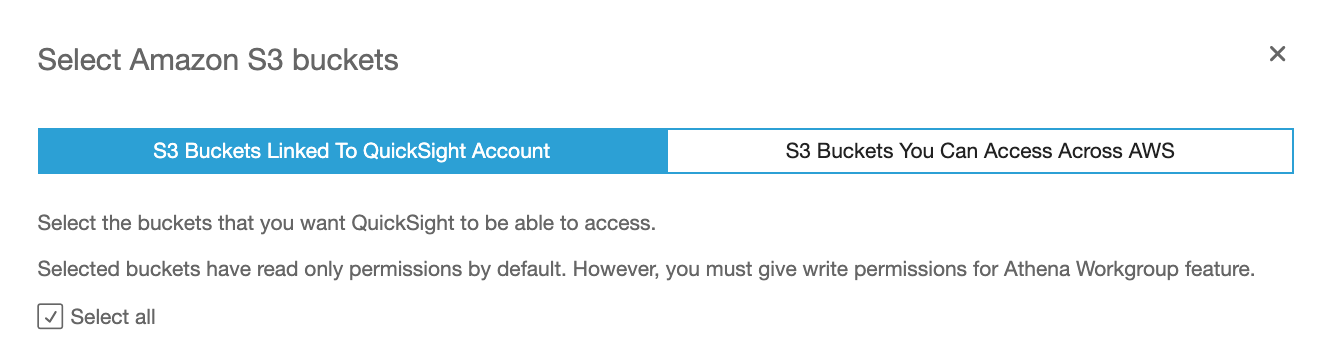 Select Amazon S3 buckets
S3 Buckets Linked To QuickSight Account
S3 Buckets You Can Access Across AWS
Select the buckets that you want QuickSight to be able to access.
Selected buckets have read only permissions by default. However, you must give write permissions for Athena Workgroup feature.
Select all